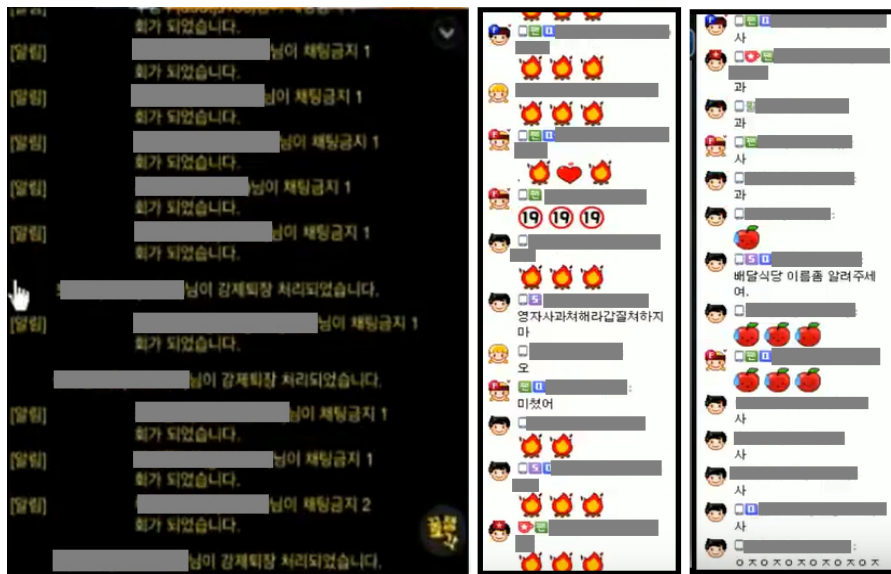 회가 되었습니다.
[알림] 님이 채팅금지 1
회가 되었습니다.
[알림] 님이 채팅금지 1
회가 되었습니다.
[알림] 님이 채팅금지 1
회가 되었습니다.
[알림] 님이 채팅금지 1
회가 되었습니다.
[알림] 님이 채팅금지 1
회가 되었습니다.
님이 강제퇴장 처리되었습니다.
[알림] 님이 채팅금지 1
회가 되었습니다.
님이 강제퇴장 처리되었습니다.
[알림] 님이 채팅금지 1
회가 되었습니다.
[알림] 님이 채팅금지 1
회가 되었습니다.
[알림] 님이 채팅금지 2
회가 되었습니다.
님이 강제퇴장 처리되었습니다.
19 19 19
영자사과쳐해라갑질쳐하지
마
오
미쳤어
사
과
과
사
과
배달식당 이름좀 알려주세
여.
사
사
사
사
ㅇㅈㅇㅈㅇㅈㅇㅈㅇㅈ